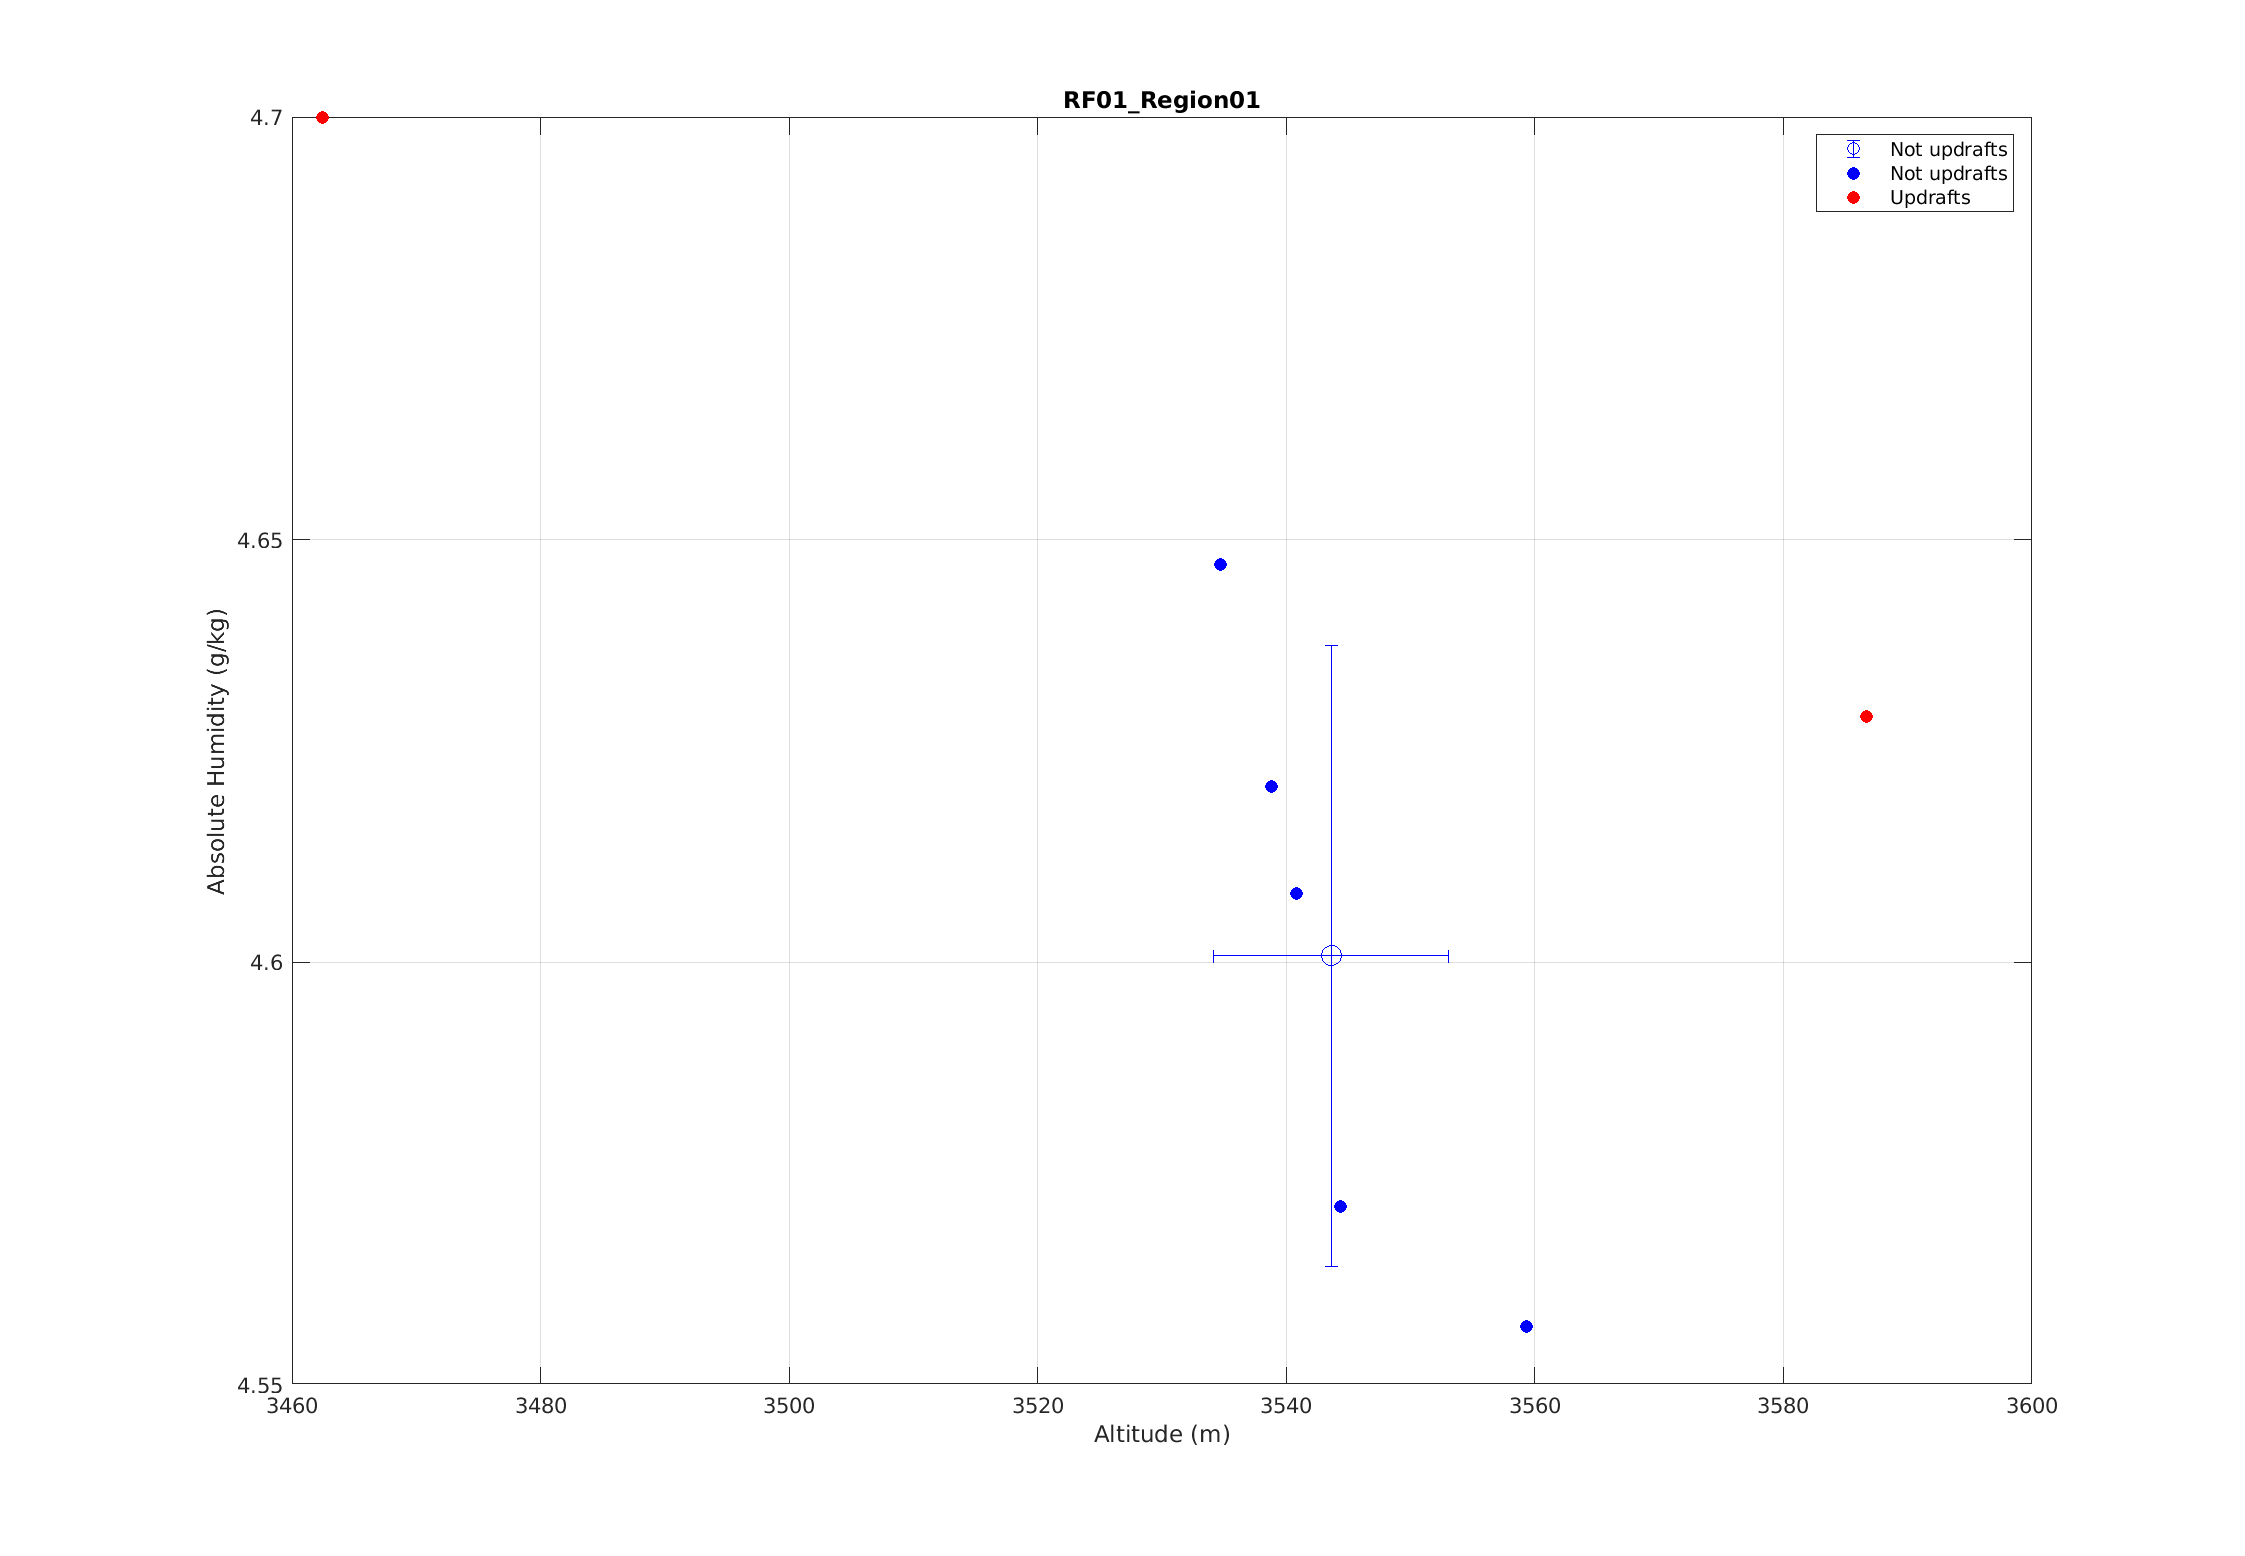 RF01_Region01
4.7
4.65
4.6
4.55
Absolute Humidity (g/kg)
Not updrafts
Not updrafts
Updrafts
3460 3480 3500 3520 3540 3560 3580 3600
Altitude (m)